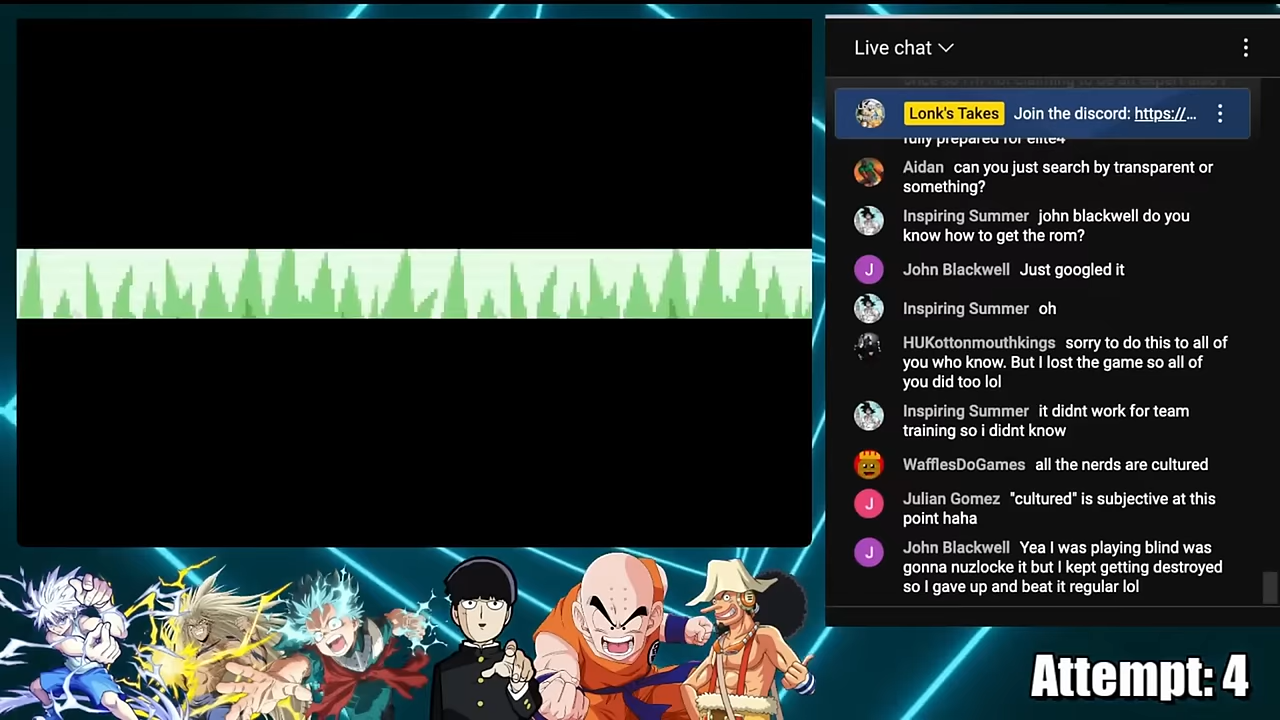 Live chat
Lonk's Takes Join the discord: https://...
fully prepared for elite4
Aidan can you just search by transparent or
something?
Inspiring Summer john blackwell do you
know how to get the rom?
J John Blackwell Just googled it
Inspiring Summer oh
HUKottonmouthkings sorry to do this to all of
you who know. But I lost the game so all of
you did too lol
Inspiring Summer it didnt work for team
training so i didnt know
WafflesDoGames all the nerds are cultured
J Julian Gomez "cultured" is subjective at this
point haha
J John Blackwell Yea I was playing blind was
gonna nuzlocke it but I kept getting destroyed
so I gave up and beat it regular lol
Attempt: 4